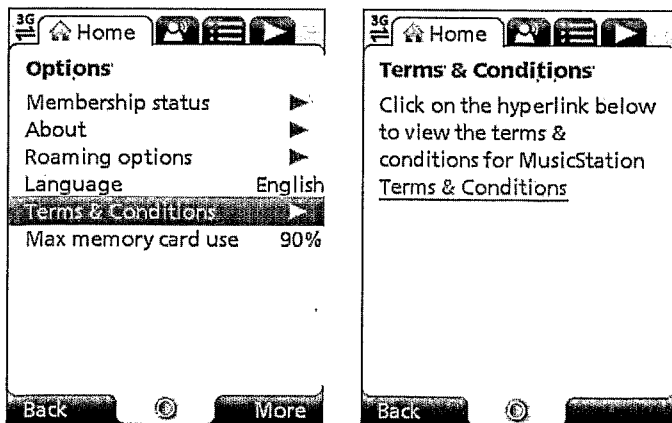 3G
Home
Options
Membership status
About
Roaming options
Language English
Terms & Conditions
Max memory card use 90%
Back More
3G
Home
Terms & Conditions
Click on the hyperlink below
to view the terms &
conditions for MusicStation
Terms & Conditions
Back